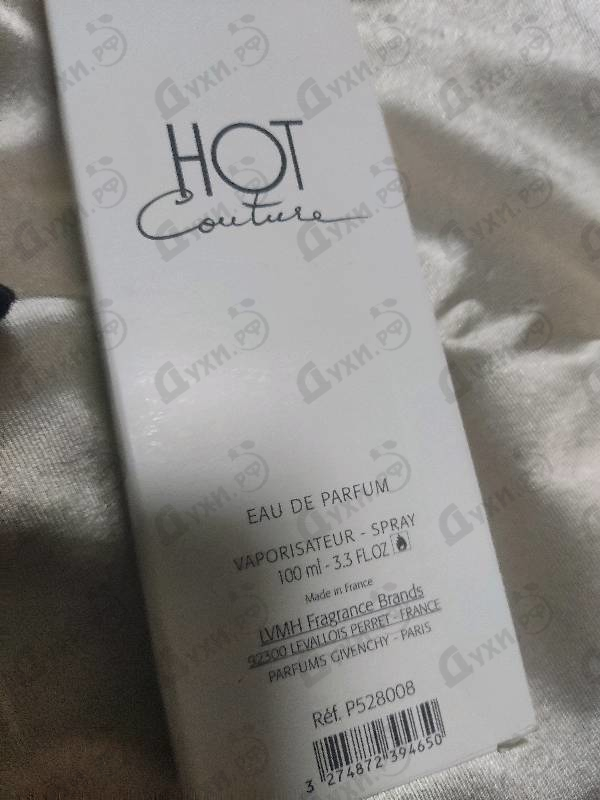 HOT
Couture
EAU DE PARFUM
VAPORISATEUR - SPRAY
100 ml - 3.3 FL.OZ
Made in France
LVMH Fragrance Brands
92300 LEVALLOIS PERRET - FRANCE
PARFUMS GIVENCHY - PARIS
Réf. P528008
3 274872 394650
Духи.рф